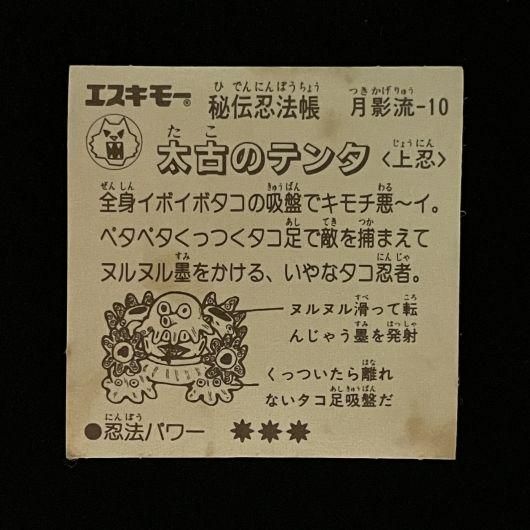 エスキモー® 秘伝忍法帳 月影流-10
太古のテンタ 〈上忍〉
全身イボイボタコの吸盤でキモチ悪〜イ。
ペタペタくっつくタコ足で敵を捕まえて
ヌルヌル墨をかける、いやなタコ忍者。
ヌルヌル滑って転
んじゃう墨を発射
くっついたら離れ
ないタコ足吸盤だ
●忍法パワー ✹✹✹